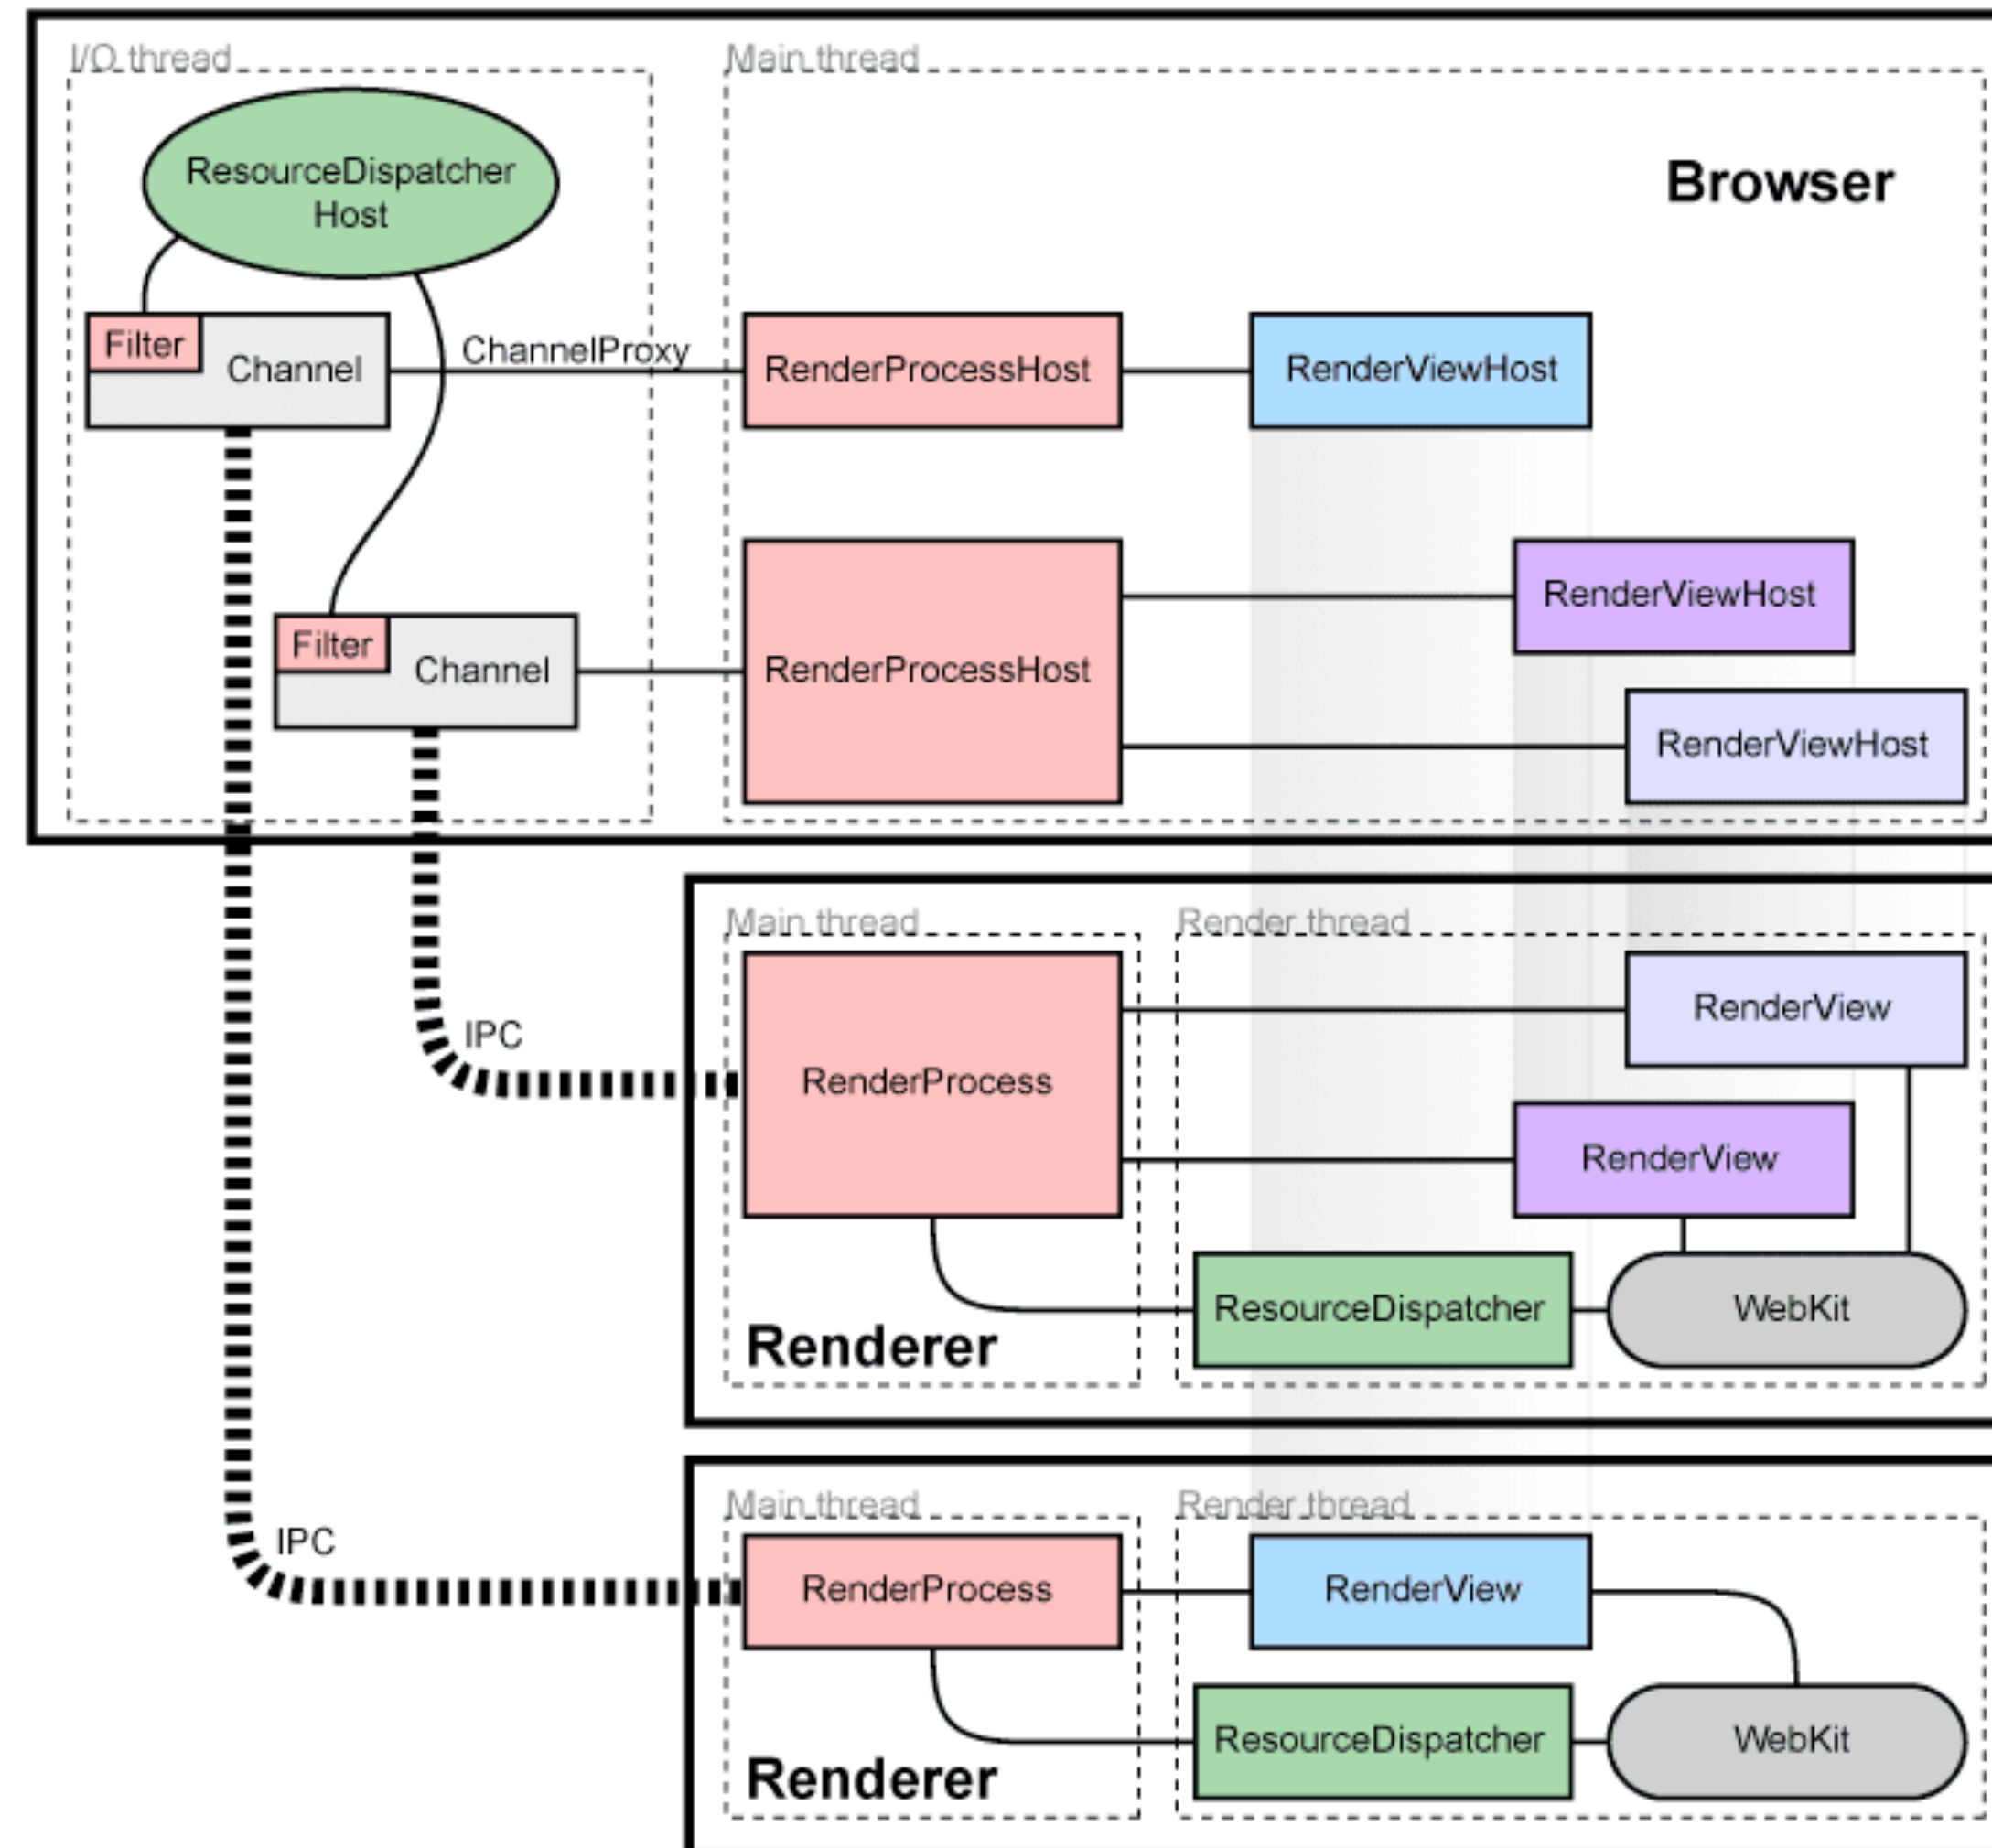 I/O thread
Main thread
Browser
ResourceDispatcher
Host
Filter
Channel
ChannelProxy
RenderProcessHost
RenderViewHost
RenderViewHost
Filter
Channel
RenderProcessHost
RenderViewHost
Main thread
Render thread
IPC
RenderProcess
RenderView
RenderView
ResourceDispatcher
WebKit
Renderer
Main thread
Render thread
IPC
RenderProcess
RenderView
ResourceDispatcher
WebKit
Renderer